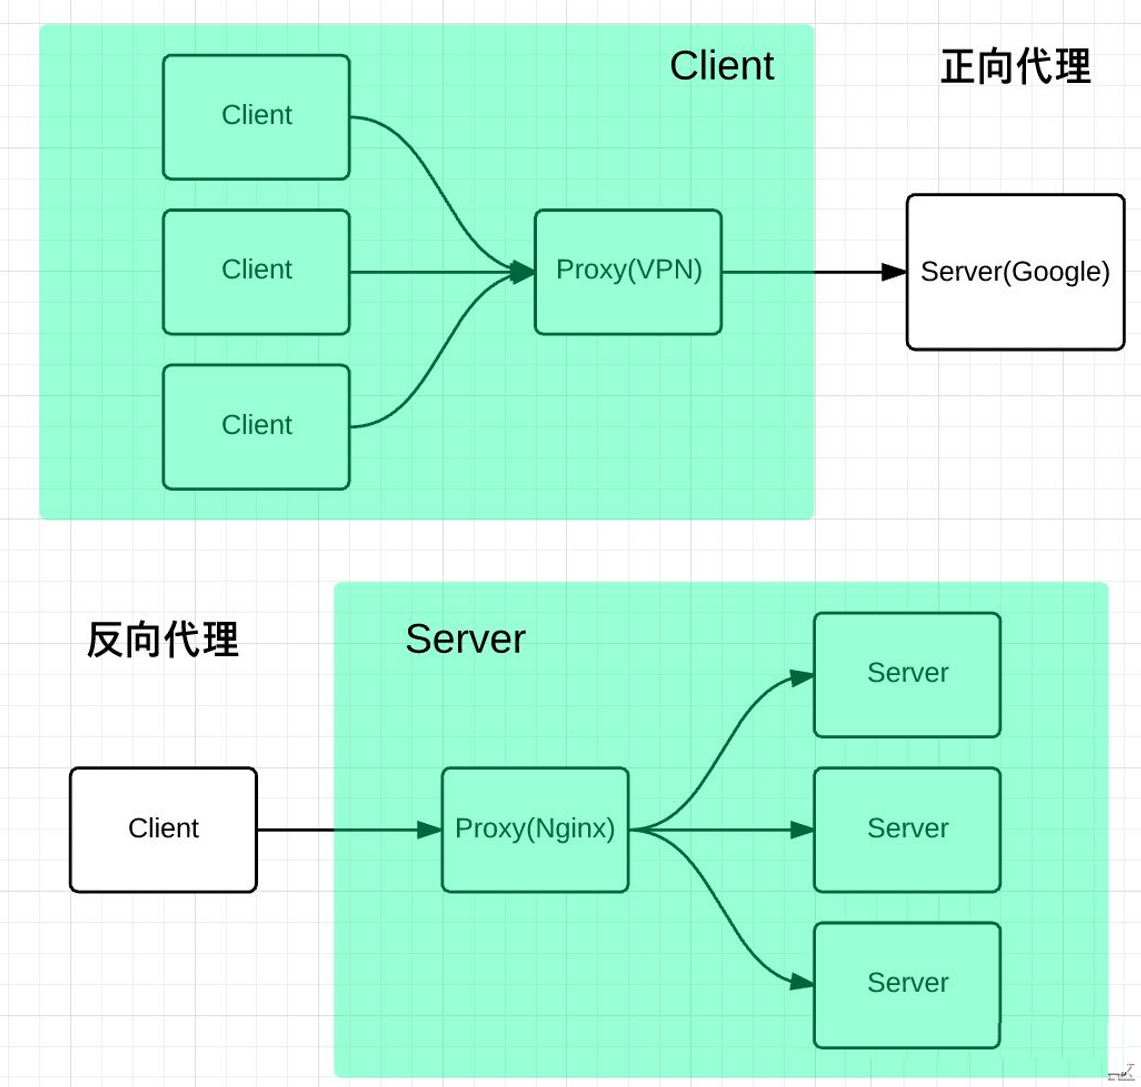 Client
正向代理
Client
Client
Proxy(VPN)
Server(Google)
Client
反向代理
Server
Server
Client
Proxy(Nginx)
Server
Server